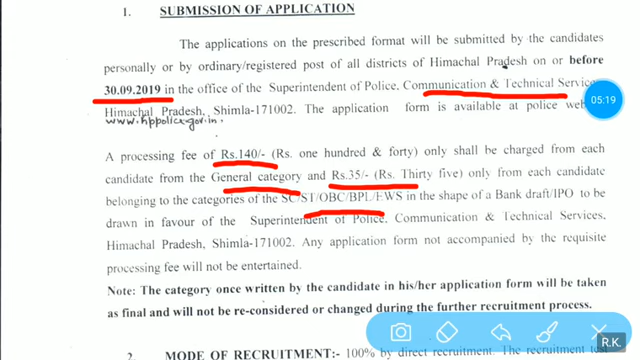 1. SUBMISSION OF APPLICATION
The applications on the prescribed format will be submitted by the candidates
personally or by ordinary/registered post of all districts of Himachal Pradesh on or before
30.09.2019 in the office of the Superintendent of Police, Communication & Technical
Himachal Pradesh, Shimla-171002. The application form is available at police
www.hppolice.gov.in.
05:19
A processing fee of Rs.140/- (Rs. one hundred & forty) only shall be charged from each
candidate from the General category and Rs.35/- (Rs. Thirty five) only from each candidate
belonging to the categories of the SC/ST/OBC/BPL/EWS in the shape of a Bank draft/IPO to be
drawn in favour of the Superintendent of Police, Communication & Technical Services,
Himachal Pradesh, Shimla-171002. Any application form not accompanied by the requisite
processing fee will not be entertained.
Note: The category once written by the candidate in his/her application form will be taken
as final and will not be re-considered or changed during the further recruitment process.
R.K.
2. MODE OF RECRUITMENT:- 100% by direct recruitment. The recruitment test